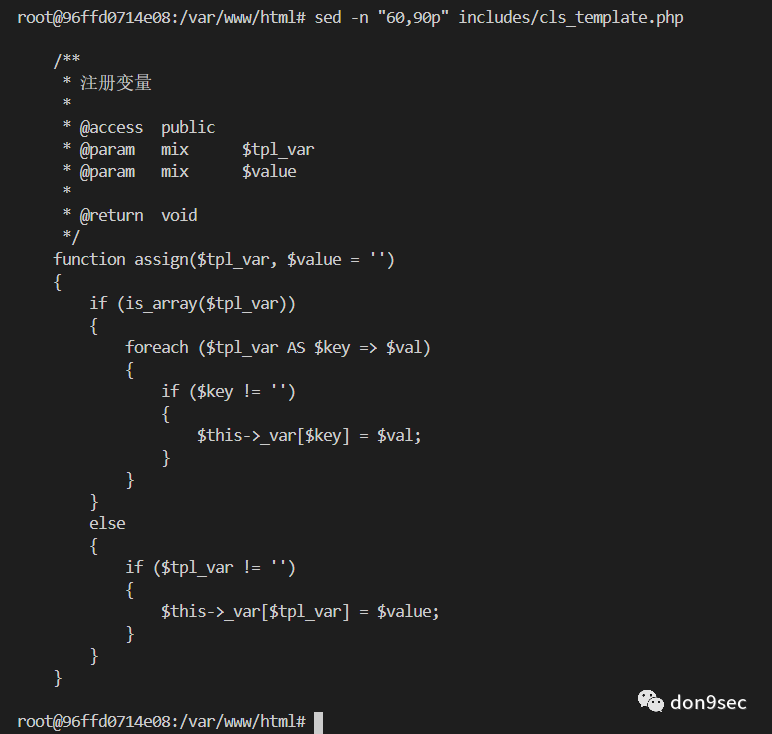 root@96ffd0714e08:/var/www/html# sed -n "60,90p" includes/cls_template.php
/**
* 注册变量
*
* @access public
* @param mix $tpl_var
* @param mix $value
*
* @return void
*/
function assign($tpl_var, $value = '')
{
if (is_array($tpl_var))
{
foreach ($tpl_var AS $key => $val)
{
if ($key != '')
{
$this->_var[$key] = $val;
}
}
}
else
{
if ($tpl_var != '')
{
$this->_var[$tpl_var] = $value;
}
}
}
don9sec
root@96ffd0714e08:/var/www/html#